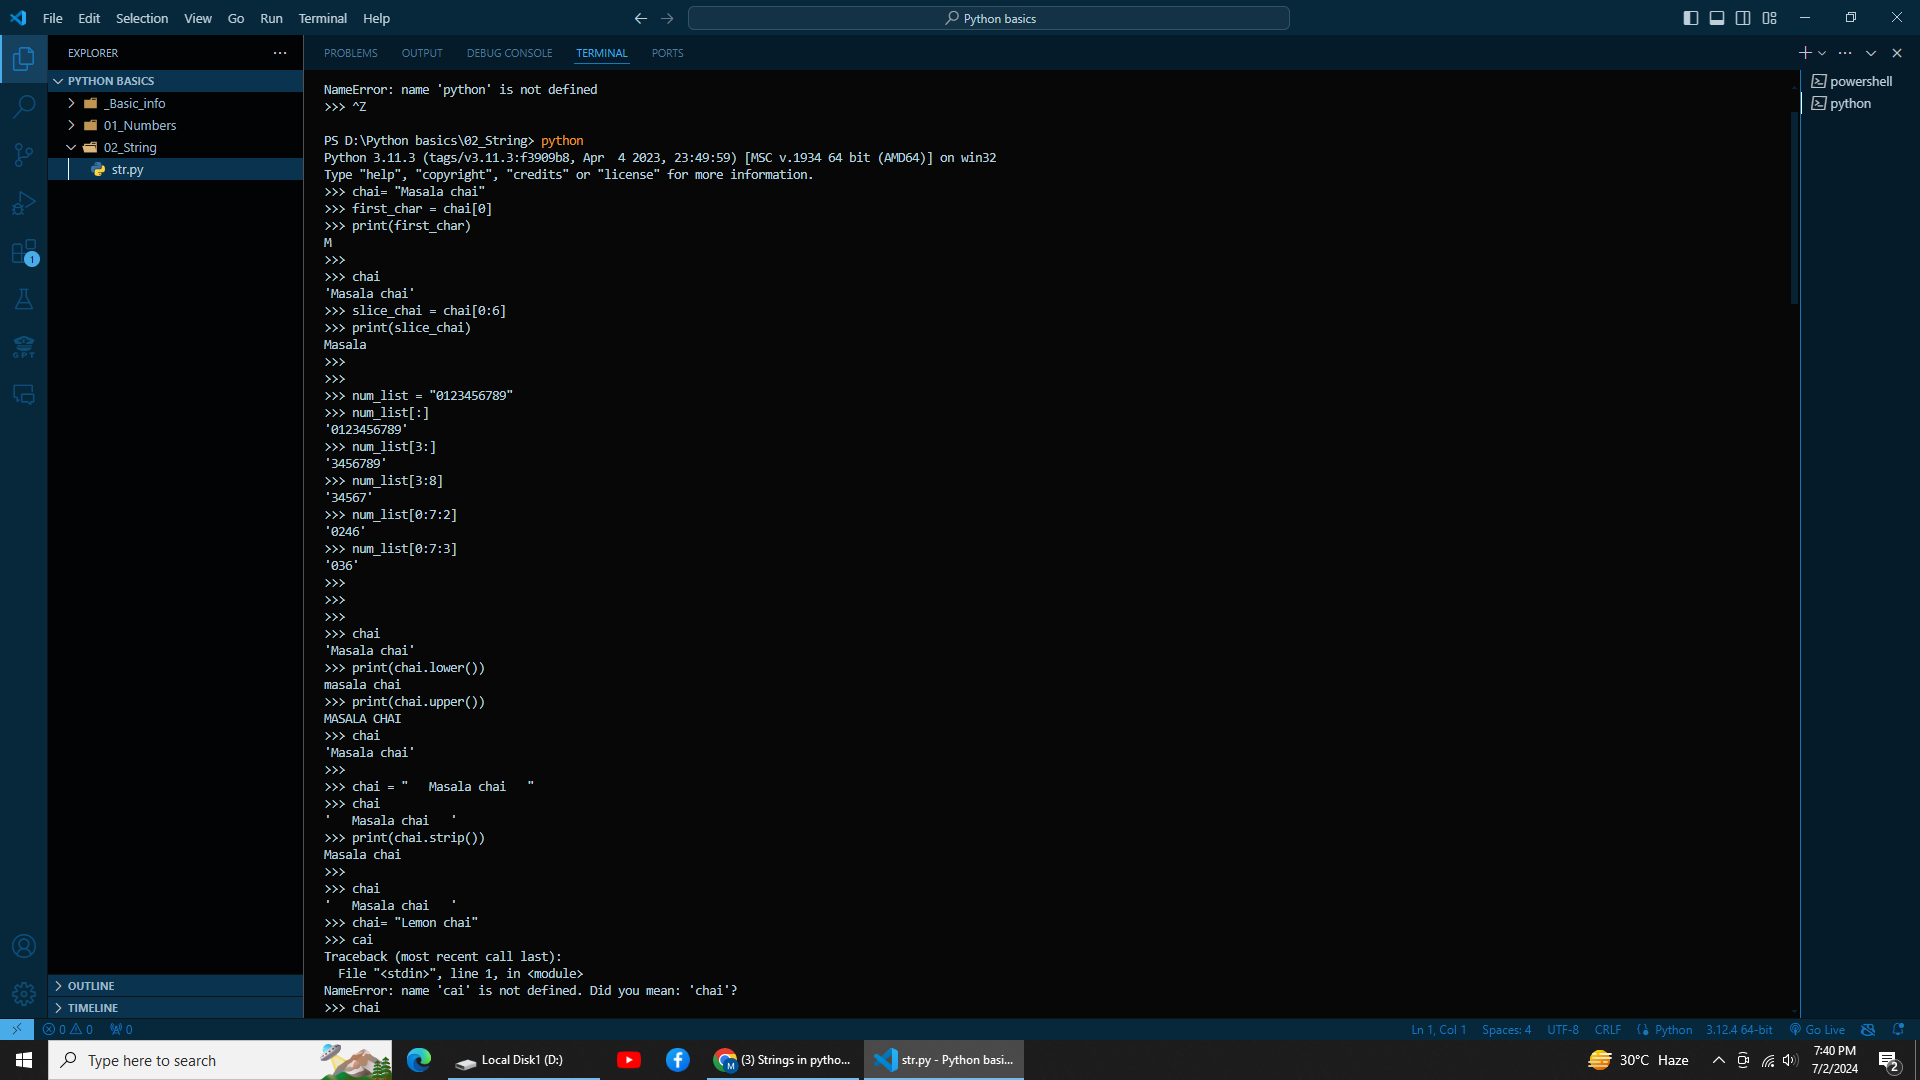 File Edit Selection View Go Run Terminal Help
Python basics
EXPLORER
PYTHON BASICS
_Basic_info
01_Numbers
02_String
str.py
OUTLINE
TIMELINE
1
GPT
PROBLEMS OUTPUT DEBUG CONSOLE TERMINAL PORTS
NameError: name 'python' is not defined
>>> ^Z
PS D:\Python basics\02_String> python
Python 3.11.3 (tags/v3.11.3:f3909b8, Apr  4 2023, 23:49:59) [MSC v.1934 64 bit (AMD64)] on win32
Type "help", "copyright", "credits" or "license" for more information.
>>> chai= "Masala chai"
>>> first_char = chai[0]
>>> print(first_char)
M
>>>
>>> chai
'Masala chai'
>>> slice_chai = chai[0:6]
>>> print(slice_chai)
Masala
>>>
>>>
>>> num_list = "0123456789"
>>> num_list[:]
'0123456789'
>>> num_list[3:]
'3456789'
>>> num_list[3:8]
'34567'
>>> num_list[0:7:2]
'0246'
>>> num_list[0:7:3]
'036'
>>>
>>>
>>>
>>> chai
'Masala chai'
>>> print(chai.lower())
masala chai
>>> print(chai.upper())
MASALA CHAI
>>> chai
'Masala chai'
>>>
>>> chai = "   Masala chai   "
>>> chai
'   Masala chai   '
>>> print(chai.strip())
Masala chai
>>>
>>> chai
'   Masala chai   '
>>> chai= "Lemon chai"
>>> cai
Traceback (most recent call last):
  File "<stdin>", line 1, in <module>
NameError: name 'cai' is not defined. Did you mean: 'chai'?
>>> chai
powershell
python
0 0 0
Ln 1, Col 1 Spaces: 4 UTF-8 CRLF Python 3.12.4 64-bit Go Live
Type here to search
Local Disk1 (D:)
M
(3) Strings in pytho...
str.py - Python basi...
30°C Haze
7:40 PM
7/2/2024
2